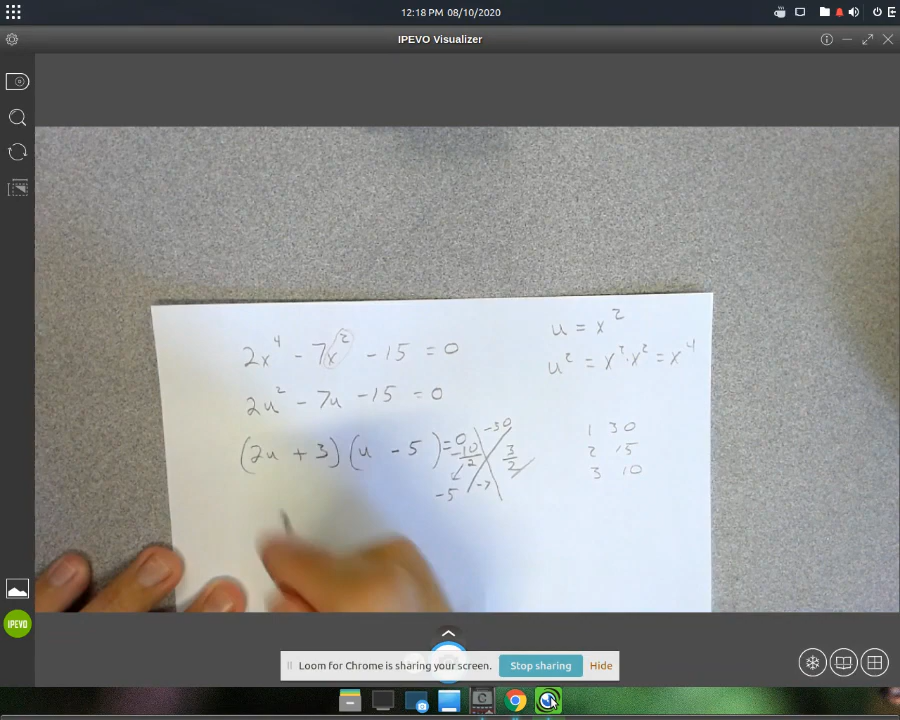 12:18 PM 08/10/2020
IPEVO Visualizer
2x⁴ - 7x² - 15 = 0
u = x²
u² = x²·x² = x⁴
2u² - 7u - 15 = 0
(2u + 3)(u - 5) = 0
-30
-10/2
3/2
-7
-5
1 30
2 15
3 10
IPEVO
Loom for Chrome is sharing your screen.
Stop sharing
Hide
C